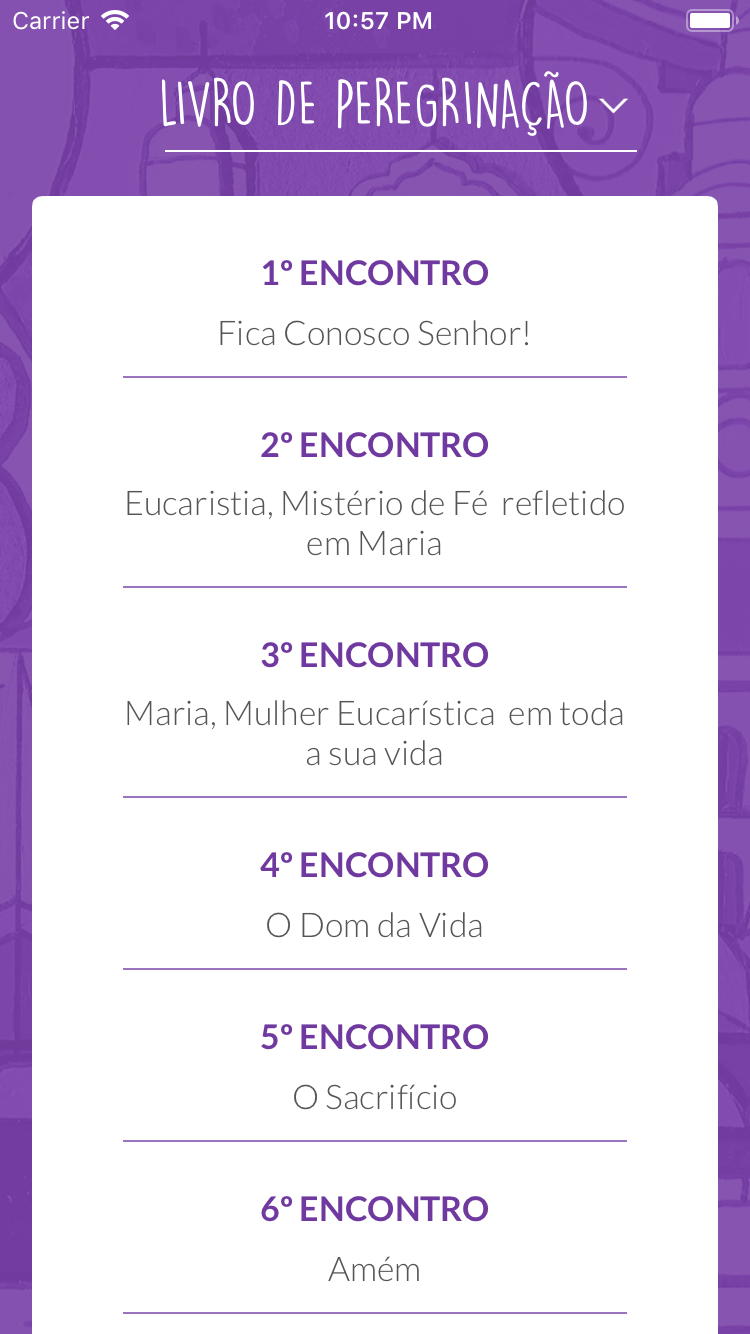 Carrier 10:57 PM
LIVRO DE PEREGRINAÇÃO
1º ENCONTRO
Fica Conosco Senhor!
2º ENCONTRO
Eucaristia, Mistério de Fé  refletido
em Maria
3º ENCONTRO
Maria, Mulher Eucarística  em toda
a sua vida
4º ENCONTRO
O Dom da Vida
5º ENCONTRO
O Sacrifício
6º ENCONTRO
Amém